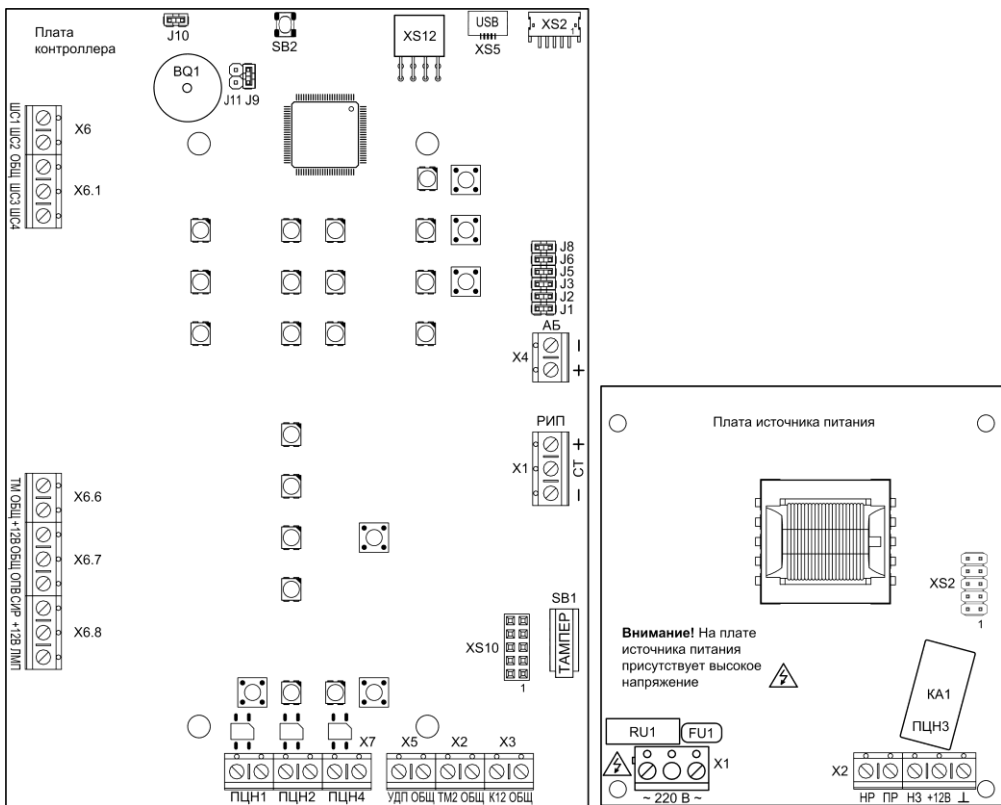 Плата
контроллера
J10
SB2
XS12
USB
XS5
XS2
1
BQ1
J11 J9
ШС1 ШС2 ОБЩ ШС3 ШС4
X6
X6.1
J8
J6
J5
J3
J2
J1
АБ
X4
−
+
РИП
X1
+
СТ
−
ТМ ОБЩ +12В ОБЩ ОПВ СИР +12В ЛМП
X6.6
X6.7
X6.8
SB1
ТАМПЕР
XS10
1
X7
X5
X2
X3
ПЦН1
ПЦН2
ПЦН4
УДП ОБЩ
ТМ2 ОБЩ
К12 ОБЩ
Плата источника питания
XS2
1
Внимание! На плате
источника питания
присутствует высокое
напряжение
КА1
ПЦН3
RU1
FU1
X1
~ 220 В ~
X2
НР
ПР
НЗ
+12В
⊥